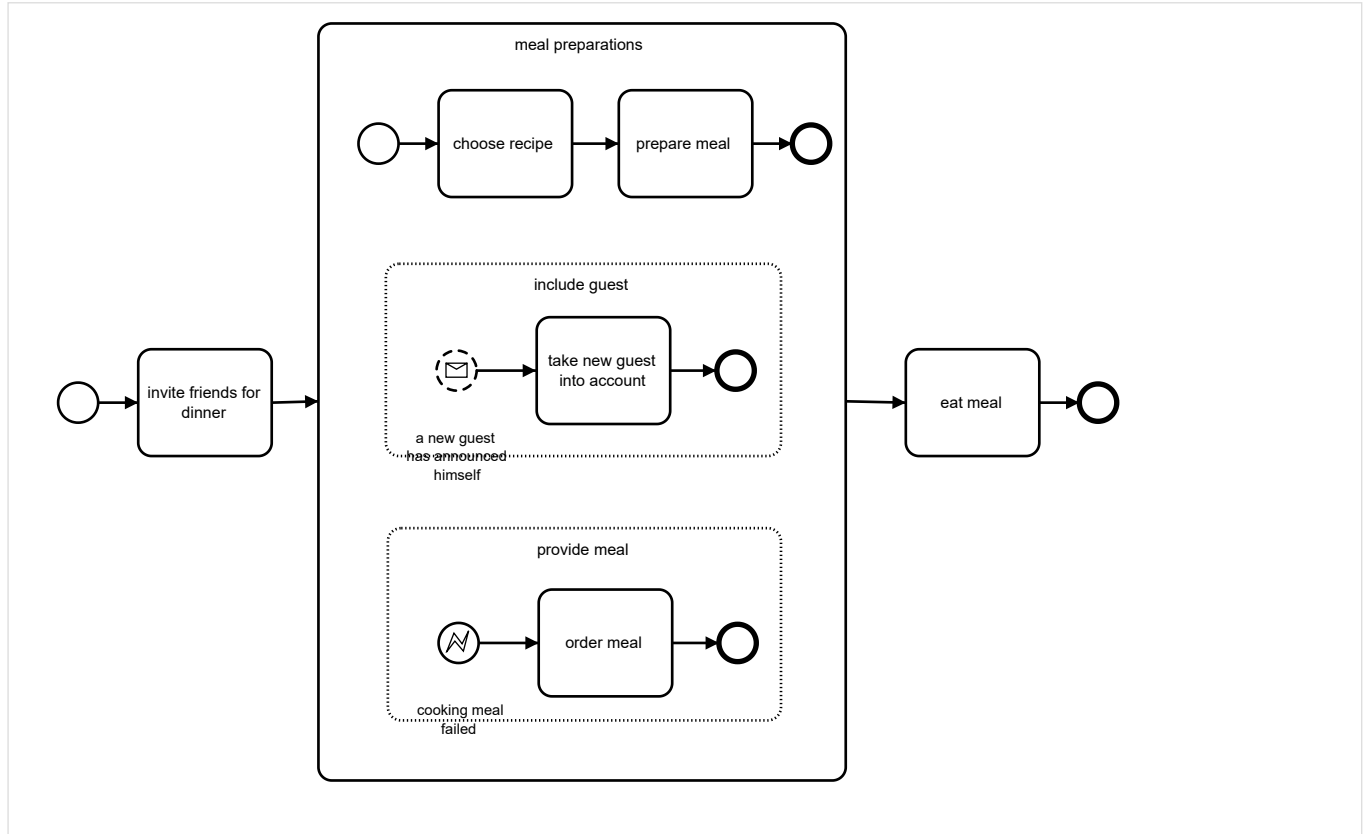 meal preparations
choose recipe
prepare meal
include guest
take new guest
into account
a new guest
has announced
himself
invite friends for
dinner
eat meal
provide meal
order meal
cooking meal
failed